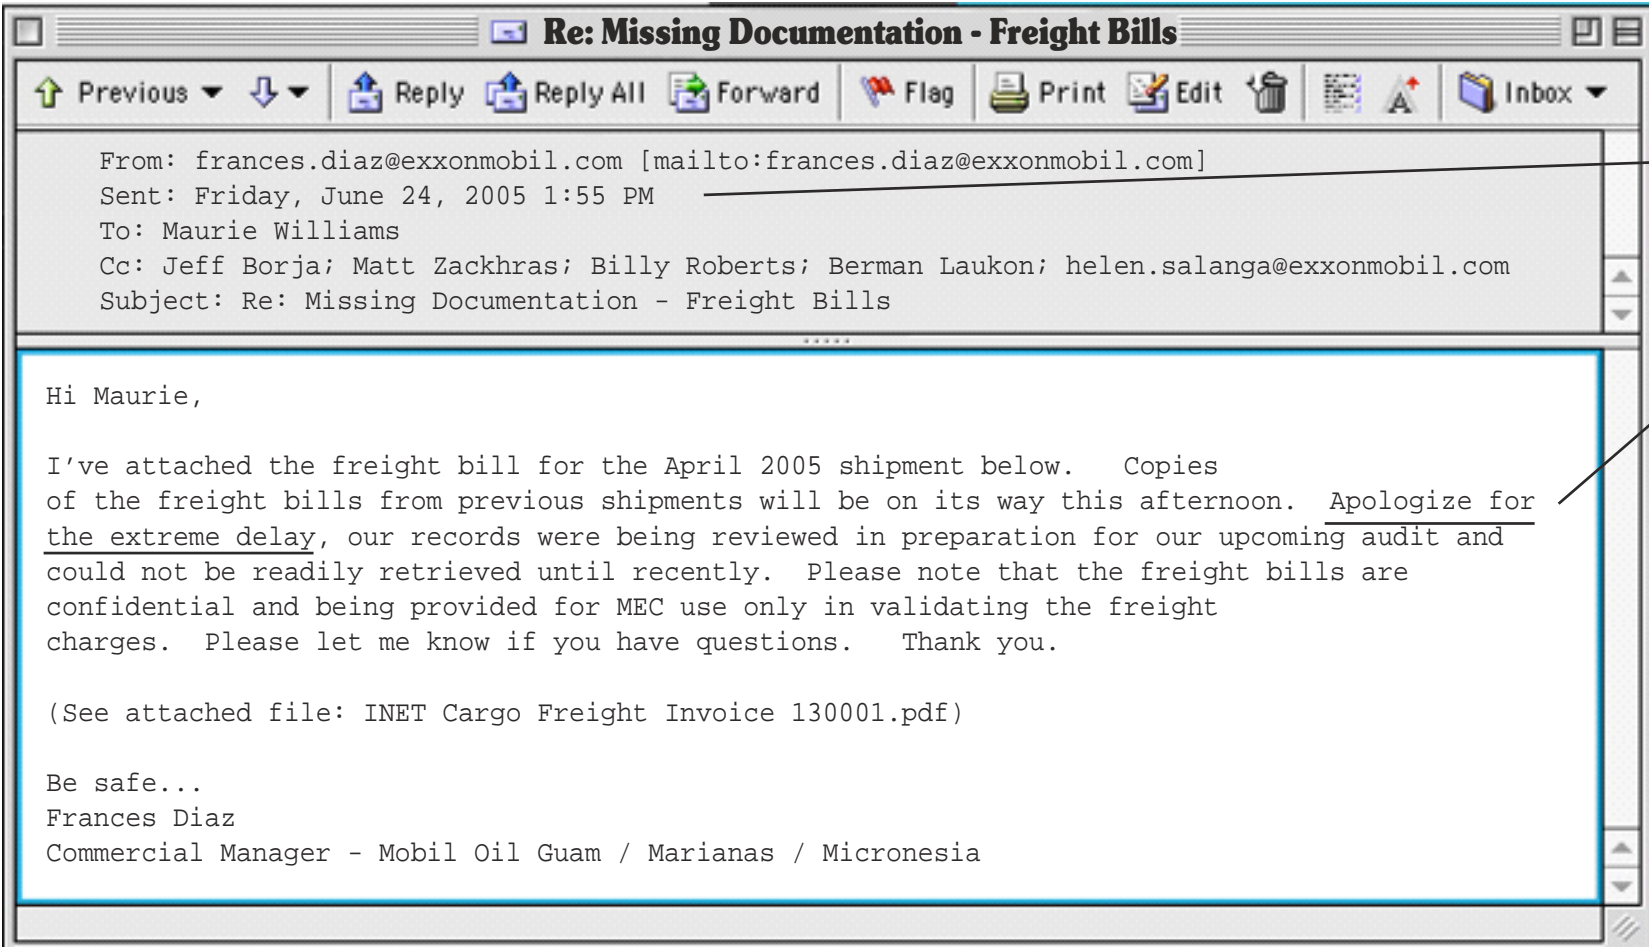 Re: Missing Documentation - Freight Bills
Previous Reply Reply All Forward Flag Print Edit Inbox
From: frances.diaz@exxonmobil.com [mailto:frances.diaz@exxonmobil.com]
Sent: Friday, June 24, 2005 1:55 PM
To: Maurie Williams
Cc: Jeff Borja; Matt Zackhras; Billy Roberts; Berman Laukon; helen.salanga@exxonmobil.com
Subject: Re: Missing Documentation - Freight Bills
Hi Maurie,
I've attached the freight bill for the April 2005 shipment below.   Copies
of the freight bills from previous shipments will be on its way this afternoon.  Apologize for
the extreme delay, our records were being reviewed in preparation for our upcoming audit and
could not be readily retrieved until recently.  Please note that the freight bills are
confidential and being provided for MEC use only in validating the freight
charges.  Please let me know if you have questions.   Thank you.
(See attached file: INET Cargo Freight Invoice 130001.pdf)
Be safe...
Frances Diaz
Commercial Manager - Mobil Oil Guam / Marianas / Micronesia